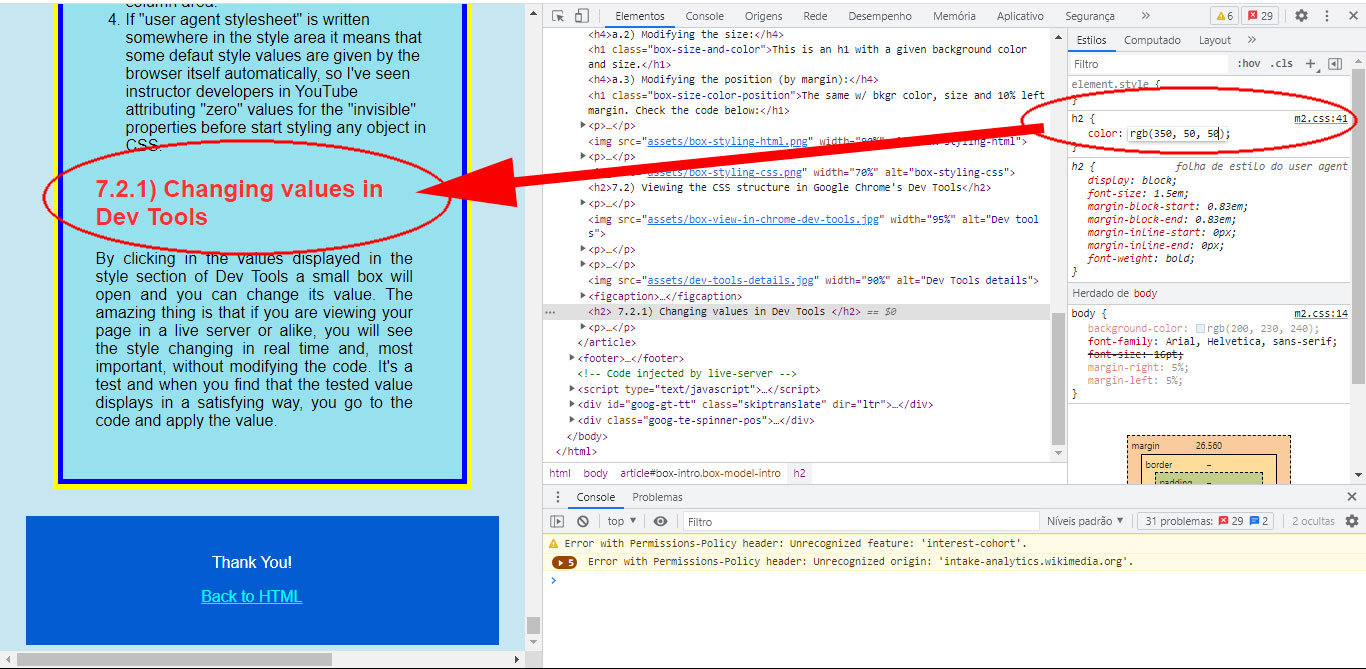 column area.
4. If "user agent stylesheet" is written
somewhere in the style area it means that
some defaut style values are given by the
browser itself automatically, so I've seen
instructor developers in YouTube
attributing "zero" values for the "invisible"
properties before start styling any object in
CSS.
7.2.1) Changing values in
Dev Tools
By clicking in the values displayed in the
style section of Dev Tools a small box will
open and you can change its value. The
amazing thing is that if you are viewing your
page in a live server or alike, you will see
the style changing in real time and, most
important, without modifying the code. It's a
test and when you find that the tested value
displays in a satisfying way, you go to the
code and apply the value.
Thank You!
Back to HTML
Elementos Console Origens Rede Desempenho Memória Aplicativo Segurança » 6 29
<h4>a.2) Modifying the size:</h4>
<h1 class="box-size-and-color">This is an h1 with a given background color
and size.</h1>
<h4>a.3) Modifying the position (by margin):</h4>
<h1 class="box-size-color-position">The same w/ bkgr color, size and 10% left
margin. Check the code below:</h1>
<p>…</p>
<img src="assets/box-styling-html.png" width="80%" alt="box-styling-html">
<p>…</p>
<img src="assets/box-styling-css.png" width="70%" alt="box-styling-css">
<h2>7.2) Viewing the CSS structure in Google Chrome's Dev Tools</h2>
<p>…</p>
<img src="assets/box-view-in-chrome-dev-tools.jpg" width="95%" alt="Dev tool
s">
<p>…</p>
<p>…</p>
<img src="assets/dev-tools-details.jpg" width="90%" alt="Dev Tools details">
<figcaption>…</figcaption>
<h2> 7.2.1) Changing values in Dev Tools </h2> == $0
<p>…</p>
</article>
<footer>…</footer>
<!-- Code injected by live-server -->
<script type="text/javascript">…</script>
<div id="goog-gt-tt" class="skiptranslate" dir="ltr">…</div>
<div class="goog-te-spinner-pos">…</div>
</body>
</html>
html body article#box-intro.box-model-intro h2
Estilos Computado Layout »
Filtro :hov .cls +
element.style {
}
h2 { m2.css:41
color: rgb(350, 50, 50);
}
h2 { folha de estilo do user agent
display: block;
font-size: 1.5em;
margin-block-start: 0.83em;
margin-block-end: 0.83em;
margin-inline-start: 0px;
margin-inline-end: 0px;
font-weight: bold;
}
Herdado de body
body { m2.css:14
background-color: rgb(200, 230, 240);
font-family: Arial, Helvetica, sans-serif;
font-size: 16pt;
margin-right: 5%;
margin-left: 5%;
}
margin 26.560
border –
padding –
Console Problemas
top Filtro Níveis padrão 31 problemas: 29 2 2 ocultas
Error with Permissions-Policy header: Unrecognized feature: 'interest-cohort'.
5 Error with Permissions-Policy header: Unrecognized origin: 'intake-analytics.wikimedia.org'.